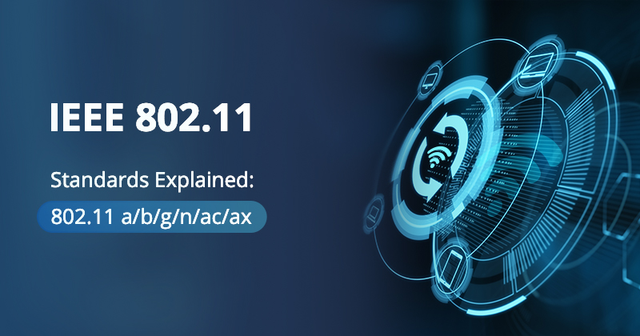 IEEE 802.11
Standards Explained:
802.11 a/b/g/n/ac/ax